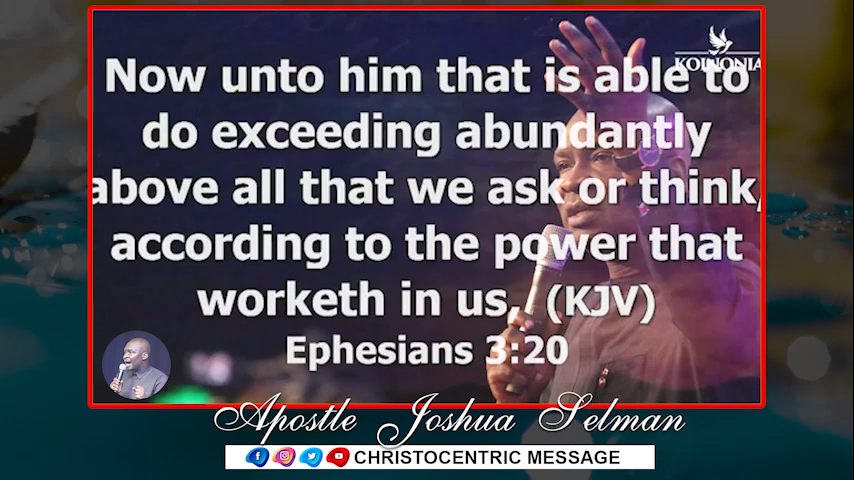 KOINONIA
Now unto him that is able to
do exceeding abundantly
above all that we ask or think,
according to the power that
worketh in us, (KJV)
Ephesians 3:20
Apostle Joshua Selman
CHRISTOCENTRIC MESSAGE